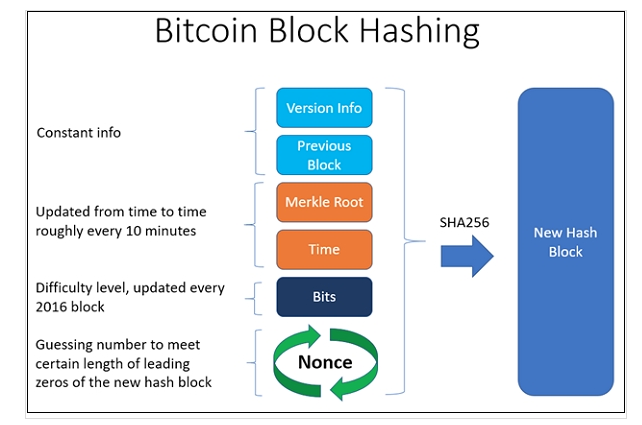 Bitcoin Block Hashing
Constant info
Version Info
Previous
Block
Updated from time to time
roughly every 10 minutes
Merkle Root
Time
Difficulty level, updated every
2016 block
Bits
Guessing number to meet
certain length of leading
zeros of the new hash block
Nonce
SHA256
New Hash
Block